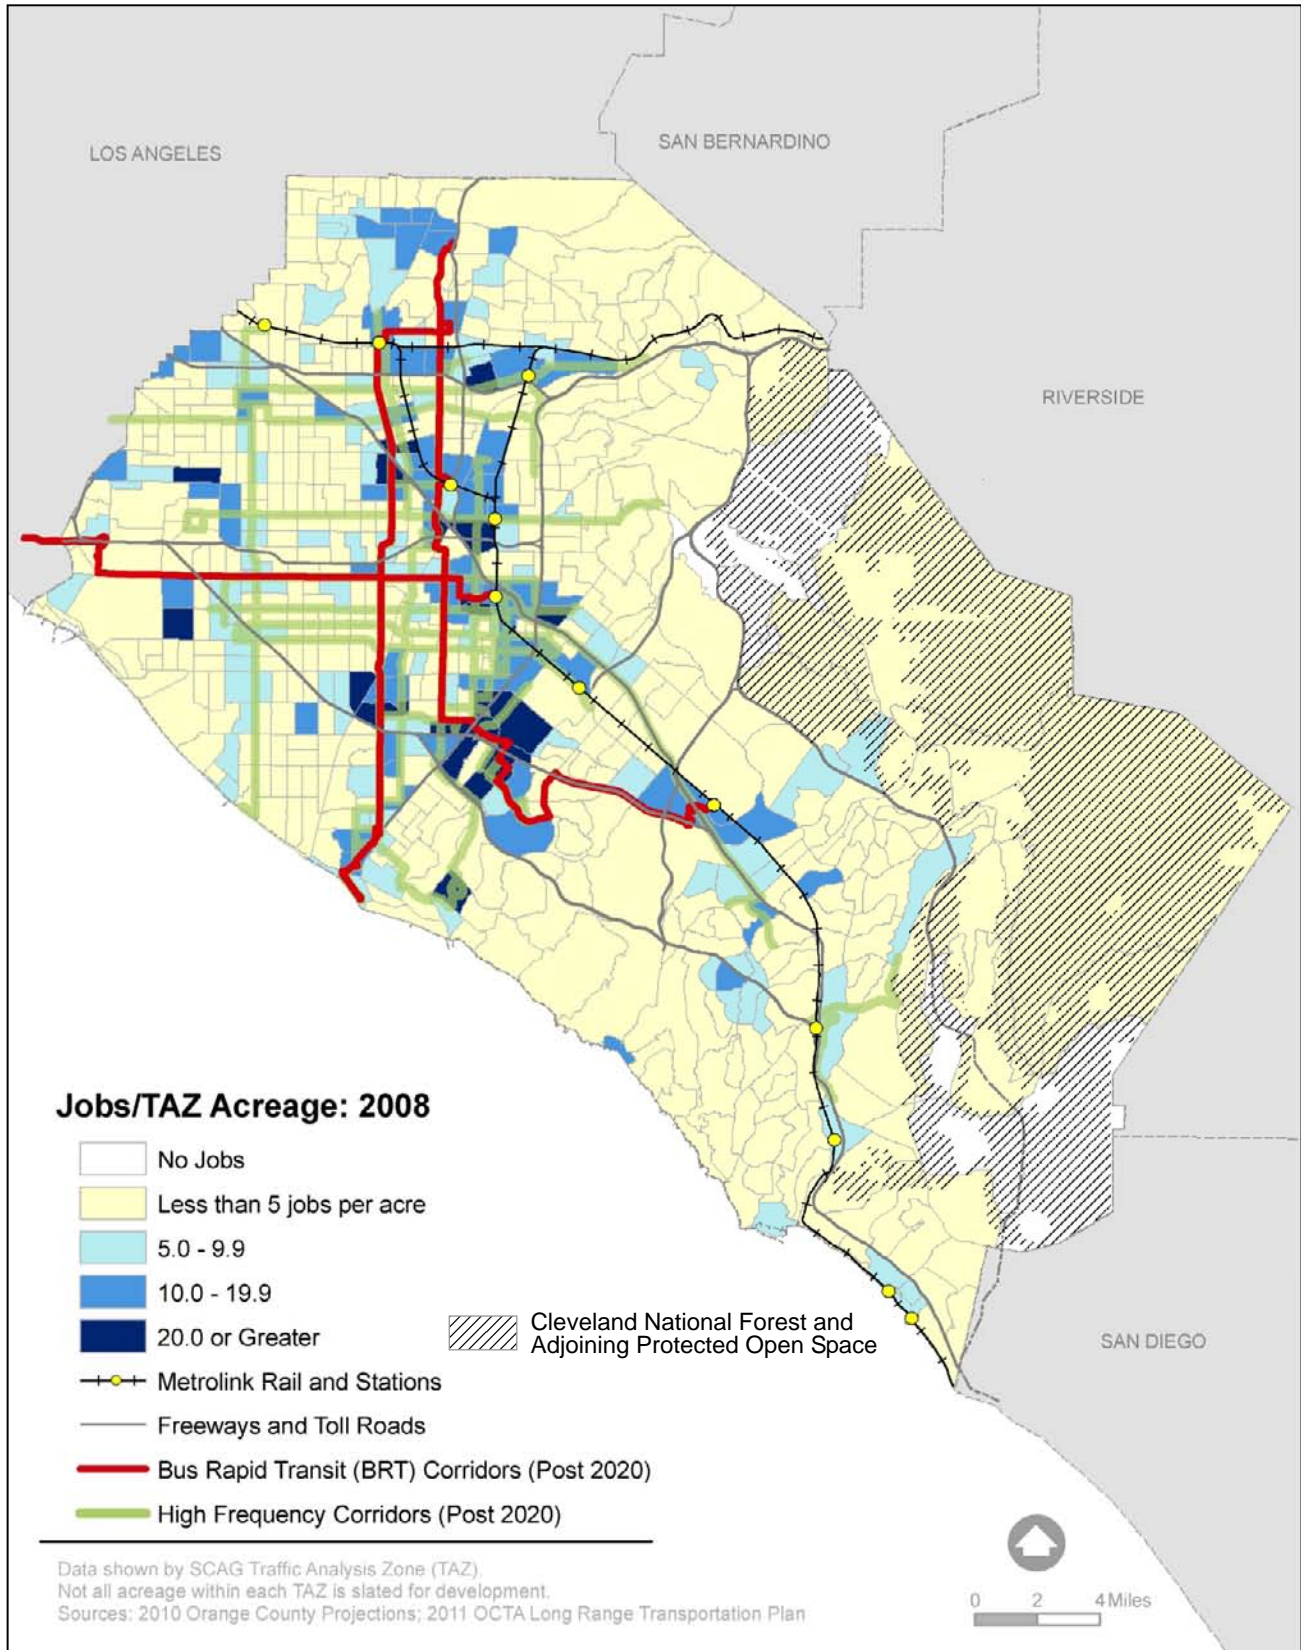 LOS ANGELES
SAN BERNARDINO
RIVERSIDE
Jobs/TAZ Acreage: 2008
No Jobs
Less than 5 jobs per acre
5.0 - 9.9
10.0 - 19.9
20.0 or Greater
Cleveland National Forest and
Adjoining Protected Open Space
SAN DIEGO
Metrolink Rail and Stations
Freeways and Toll Roads
Bus Rapid Transit (BRT) Corridors (Post 2020)
High Frequency Corridors (Post 2020)
Data shown by SCAG Traffic Analysis Zone (TAZ).
Not all acreage within each TAZ is slated for development.
Sources: 2010 Orange County Projections; 2011 OCTA Long Range Transportation Plan
0 2 4 Miles